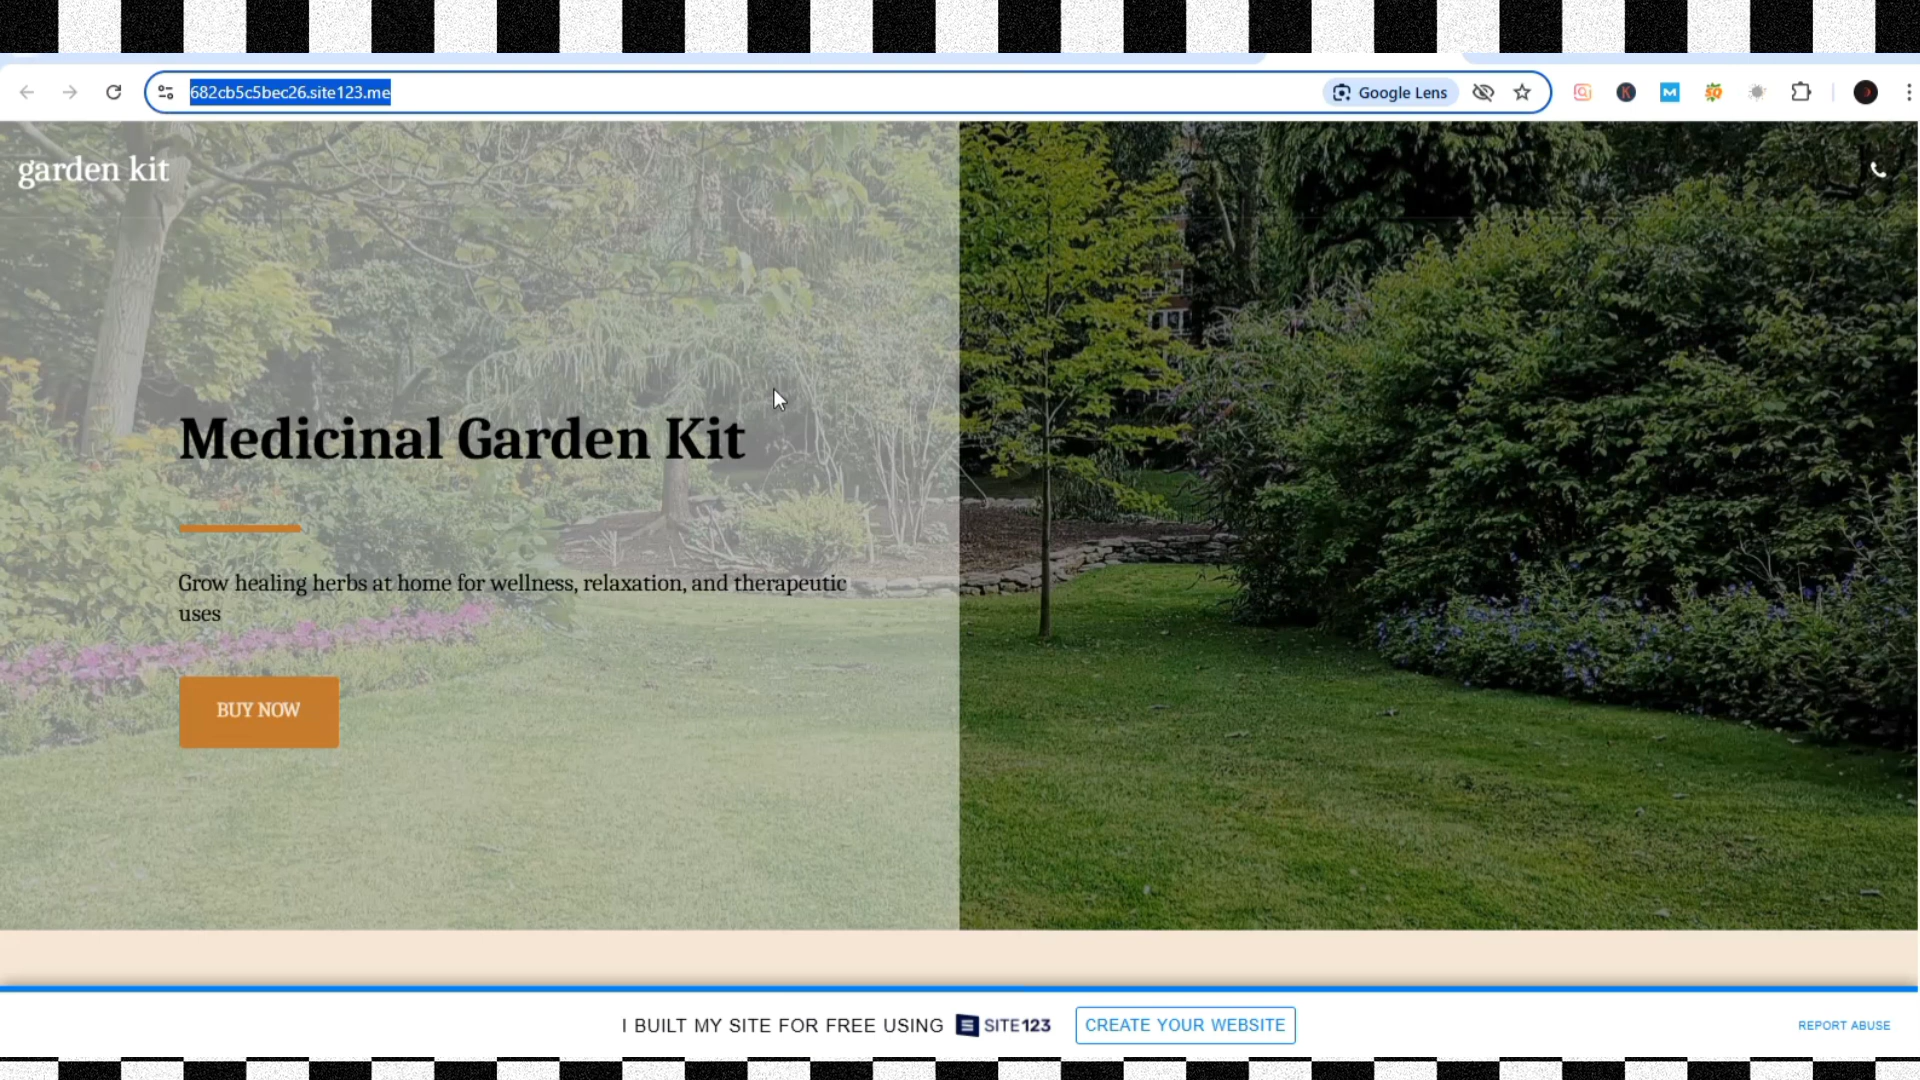 682cb5c5bec26.site123.me
Google Lens
garden kit
Medicinal Garden Kit
Grow healing herbs at home for wellness, relaxation, and therapeutic
uses
BUY NOW
I BUILT MY SITE FOR FREE USING SITE123
CREATE YOUR WEBSITE
REPORT ABUSE